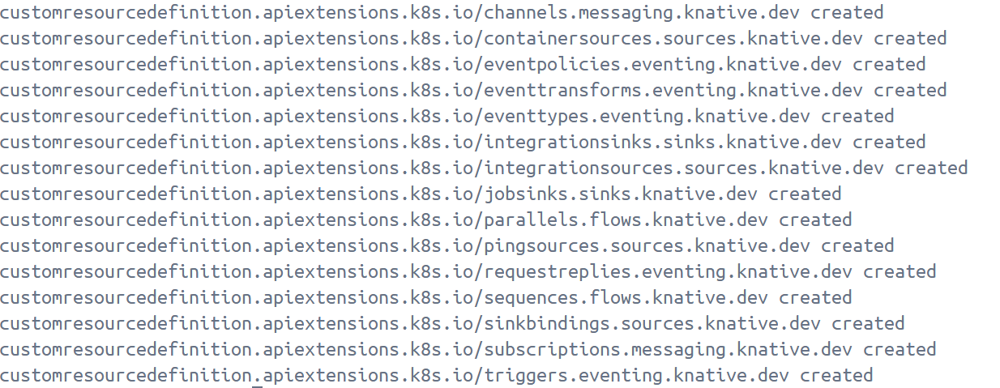 customresourcedefinition.apiextensions.k8s.io/channels.messaging.knative.dev created
customresourcedefinition.apiextensions.k8s.io/containersources.sources.knative.dev created
customresourcedefinition.apiextensions.k8s.io/eventpolicies.eventing.knative.dev created
customresourcedefinition.apiextensions.k8s.io/eventtransforms.eventing.knative.dev created
customresourcedefinition.apiextensions.k8s.io/eventtypes.eventing.knative.dev created
customresourcedefinition.apiextensions.k8s.io/integrationsinks.sinks.knative.dev created
customresourcedefinition.apiextensions.k8s.io/integrationsources.sources.knative.dev created
customresourcedefinition.apiextensions.k8s.io/jobsinks.sinks.knative.dev created
customresourcedefinition.apiextensions.k8s.io/parallels.flows.knative.dev created
customresourcedefinition.apiextensions.k8s.io/pingsources.sources.knative.dev created
customresourcedefinition.apiextensions.k8s.io/requestreplies.eventing.knative.dev created
customresourcedefinition.apiextensions.k8s.io/sequences.flows.knative.dev created
customresourcedefinition.apiextensions.k8s.io/sinkbindings.sources.knative.dev created
customresourcedefinition.apiextensions.k8s.io/subscriptions.messaging.knative.dev created
customresourcedefinition.apiextensions.k8s.io/triggers.eventing.knative.dev created